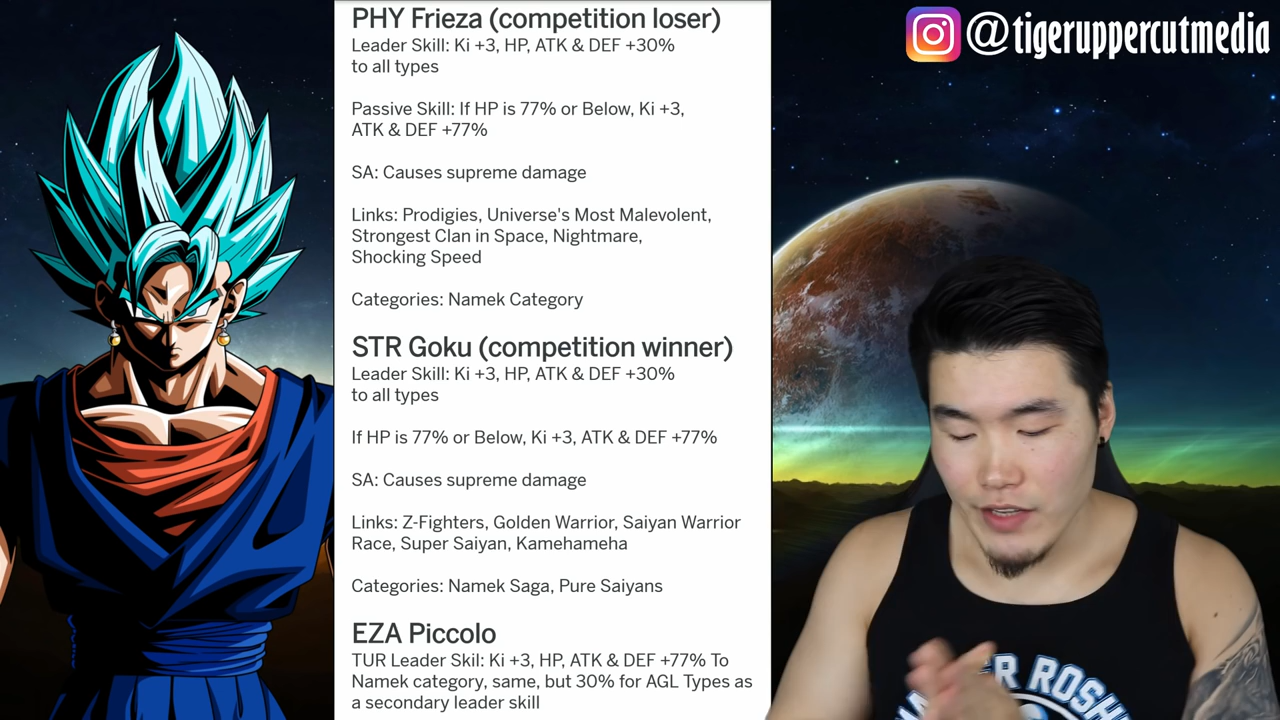 PHY Frieza (competition loser)
Leader Skill: Ki +3, HP, ATK & DEF +30%
to all types
Passive Skill: If HP is 77% or Below, Ki +3,
ATK & DEF +77%
SA: Causes supreme damage
Links: Prodigies, Universe's Most Malevolent,
Strongest Clan in Space, Nightmare,
Shocking Speed
Categories: Namek Category
STR Goku (competition winner)
Leader Skill: Ki +3, HP, ATK & DEF +30%
to all types
If HP is 77% or Below, Ki +3, ATK & DEF +77%
SA: Causes supreme damage
Links: Z-Fighters, Golden Warrior, Saiyan Warrior
Race, Super Saiyan, Kamehameha
Categories: Namek Saga, Pure Saiyans
EZA Piccolo
TUR Leader Skil: Ki +3, HP, ATK & DEF +77% To
Namek category, same, but 30% for AGL Types as
a secondary leader skill
@tigeruppercutmedia